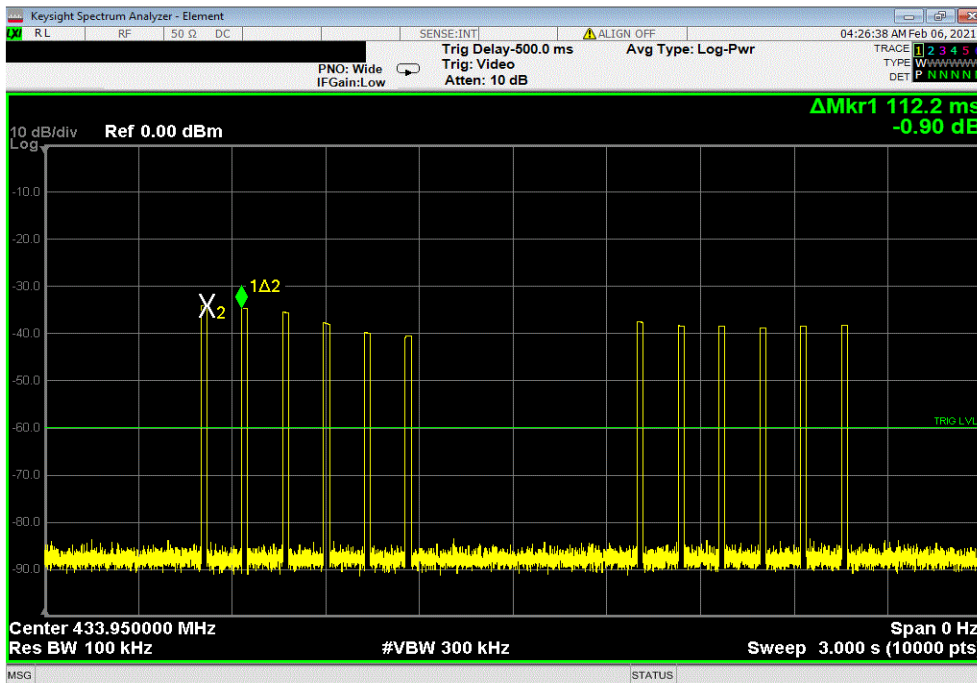 Keysight Spectrum Analyzer - Element
LXI RL RF 50 Ω DC SENSE:INT ALIGN OFF 04:26:38 AM Feb 06, 2021
Trig Delay-500.0 ms Avg Type: Log-Pwr TRACE 1 2 3 4 5
PNO: Wide Trig: Video TYPE WWWWWW
IFGain:Low Atten: 10 dB DET P N N N N
ΔMkr1 112.2 ms
-0.90 dB
10 dB/div Ref 0.00 dBm
Log
-10.0
-20.0
-30.0
1Δ2
X2
-40.0
-50.0
-60.0
TRIG LVL
-70.0
-80.0
-90.0
Center 433.950000 MHz Span 0 Hz
Res BW 100 kHz #VBW 300 kHz Sweep 3.000 s (10000 pts
MSG STATUS